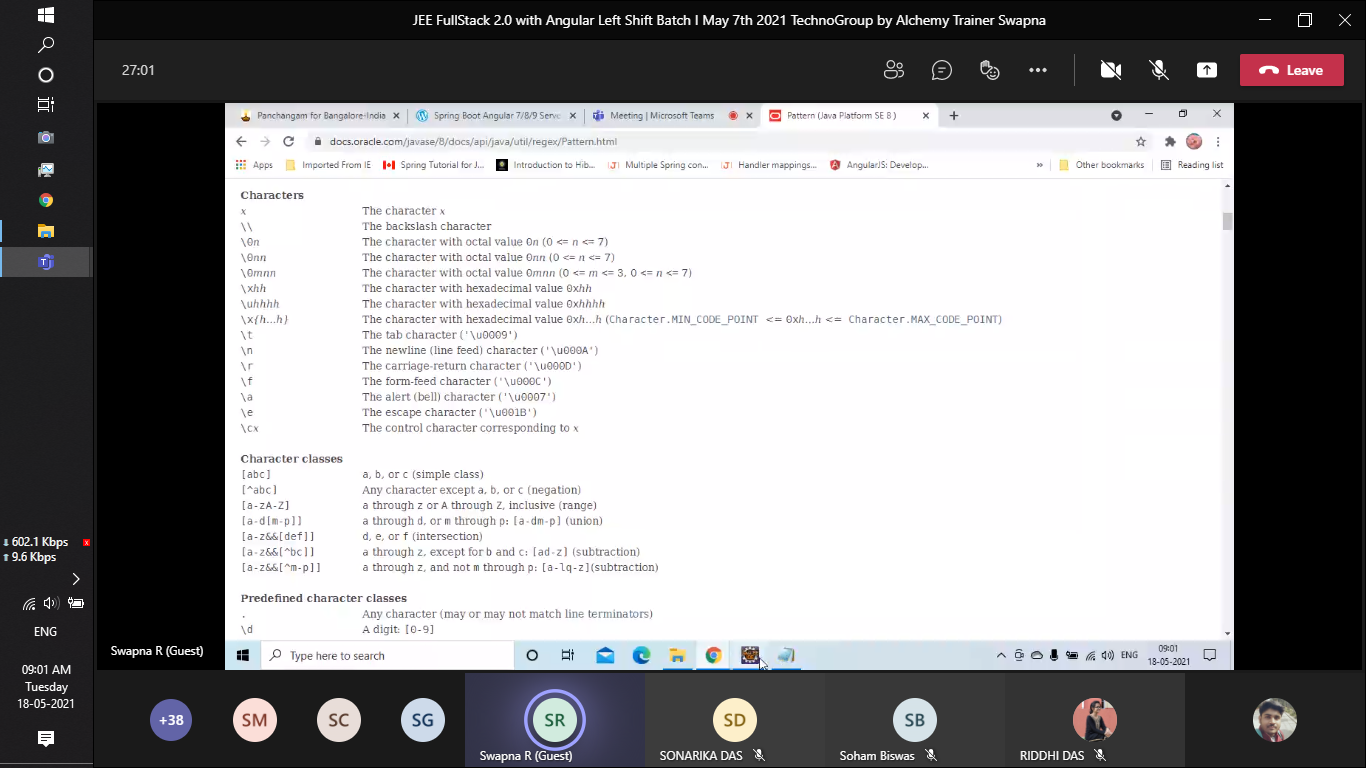 JEE FullStack 2.0 with Angular Left Shift Batch I May 7th 2021 TechnoGroup by Alchemy Trainer Swapna
27:01
Leave
Panchangam for Bangalore-India
Spring Boot Angular 7/8/9 Serv
Meeting | Microsoft Teams
Pattern (Java Platform SE 8 )
docs.oracle.com/javase/8/docs/api/java/util/regex/Pattern.html
Apps
Imported From IE
Spring Tutorial for J...
Introduction to Hib...
Multiple Spring con...
Handler mappings...
AngularJS: Develop...
»
Other bookmarks
Reading list
Characters
x The character x
\\ The backslash character
\0n The character with octal value 0n (0 <= n <= 7)
\0nn The character with octal value 0nn (0 <= n <= 7)
\0mnn The character with octal value 0mnn (0 <= m <= 3, 0 <= n <= 7)
\xhh The character with hexadecimal value 0xhh
\uhhhh The character with hexadecimal value 0xhhhh
\x{h...h} The character with hexadecimal value 0xh...h (Character.MIN_CODE_POINT <= 0xh...h <= Character.MAX_CODE_POINT)
\t The tab character ('\u0009')
\n The newline (line feed) character ('\u000A')
\r The carriage-return character ('\u000D')
\f The form-feed character ('\u000C')
\a The alert (bell) character ('\u0007')
\e The escape character ('\u001B')
\cx The control character corresponding to x
Character classes
[abc] a, b, or c (simple class)
[^abc] Any character except a, b, or c (negation)
[a-zA-Z] a through z or A through Z, inclusive (range)
[a-d[m-p]] a through d, or m through p: [a-dm-p] (union)
[a-z&&[def]] d, e, or f (intersection)
[a-z&&[^bc]] a through z, except for b and c: [ad-z] (subtraction)
[a-z&&[^m-p]] a through z, and not m through p: [a-lq-z](subtraction)
Predefined character classes
. Any character (may or may not match line terminators)
\d A digit: [0-9]
Swapna R (Guest)
Type here to search
ENG
09:01
18-05-2021
602.1 Kbps
9.6 Kbps
ENG
09:01 AM
Tuesday
18-05-2021
+38
SM
SC
SG
SR
Swapna R (Guest)
SD
SONARIKA DAS
SB
Soham Biswas
RIDDHI DAS